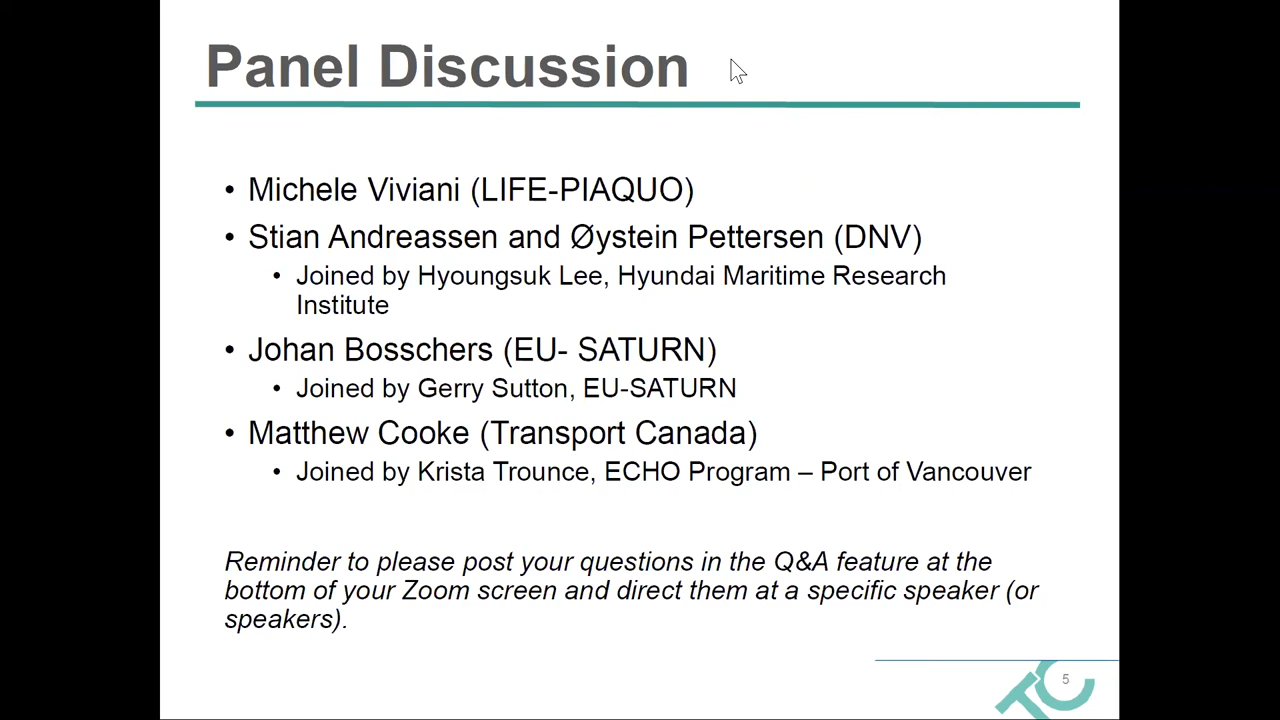 Panel Discussion
• Michele Viviani (LIFE-PIAQUO)
• Stian Andreassen and Øystein Pettersen (DNV)
• Joined by Hyoungsuk Lee, Hyundai Maritime Research
Institute
• Johan Bosschers (EU- SATURN)
• Joined by Gerry Sutton, EU-SATURN
• Matthew Cooke (Transport Canada)
• Joined by Krista Trounce, ECHO Program – Port of Vancouver
Reminder to please post your questions in the Q&A feature at the
bottom of your Zoom screen and direct them at a specific speaker (or
speakers).
5
TC